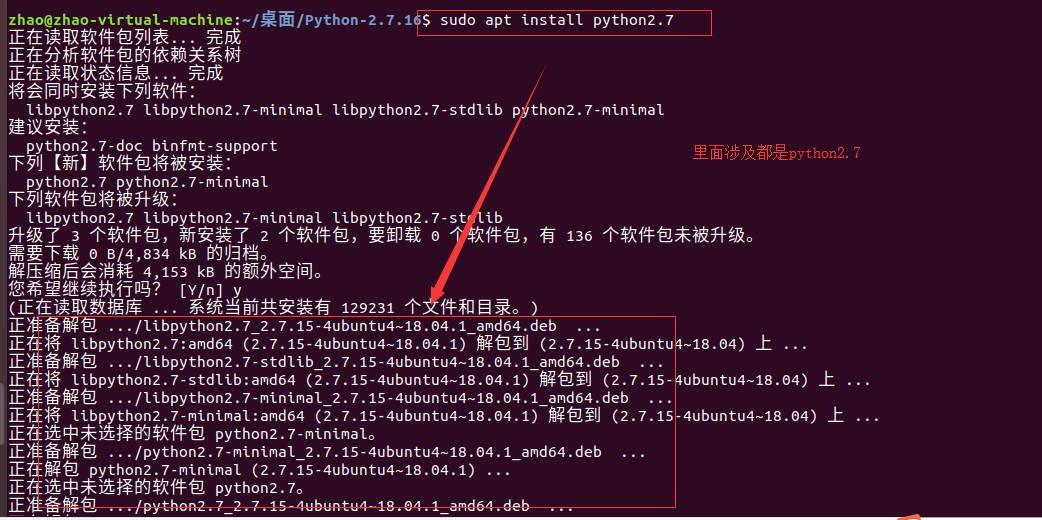 zhao@zhao-virtual-machine:~/桌面/Python-2.7.16$ sudo apt install python2.7
正在读取软件包列表... 完成
正在分析软件包的依赖关系树
正在读取状态信息... 完成
将会同时安装下列软件：
  libpython2.7 libpython2.7-minimal libpython2.7-stdlib python2.7-minimal
建议安装：
  python2.7-doc binfmt-support
里面涉及都是python2.7
下列【新】软件包将被安装：
  python2.7 python2.7-minimal
下列软件包将被升级：
  libpython2.7 libpython2.7-minimal libpython2.7-stdlib
升级了 3 个软件包，新安装了 2 个软件包，要卸载 0 个软件包，有 136 个软件包未被升级。
需要下载 0 B/4,834 kB 的归档。
解压缩后会消耗 4,153 kB 的额外空间。
您希望继续执行吗？ [Y/n] y
(正在读取数据库 ... 系统当前共安装有 129231 个文件和目录。)
正准备解包 .../libpython2.7_2.7.15-4ubuntu4~18.04.1_amd64.deb  ...
正在将 libpython2.7:amd64 (2.7.15-4ubuntu4~18.04.1) 解包到 (2.7.15-4ubuntu4~18.04) 上 ...
正准备解包 .../libpython2.7-stdlib_2.7.15-4ubuntu4~18.04.1_amd64.deb  ...
正在将 libpython2.7-stdlib:amd64 (2.7.15-4ubuntu4~18.04.1) 解包到 (2.7.15-4ubuntu4~18.04) 上 ...
正准备解包 .../libpython2.7-minimal_2.7.15-4ubuntu4~18.04.1_amd64.deb  ...
正在将 libpython2.7-minimal:amd64 (2.7.15-4ubuntu4~18.04.1) 解包到 (2.7.15-4ubuntu4~18.04) 上 ...
正在选中未选择的软件包 python2.7-minimal。
正准备解包 .../python2.7-minimal_2.7.15-4ubuntu4~18.04.1_amd64.deb  ...
正在解包 python2.7-minimal (2.7.15-4ubuntu4~18.04.1) ...
正在选中未选择的软件包 python2.7。
正准备解包 .../python2.7_2.7.15-4ubuntu4~18.04.1_amd64.deb  ...